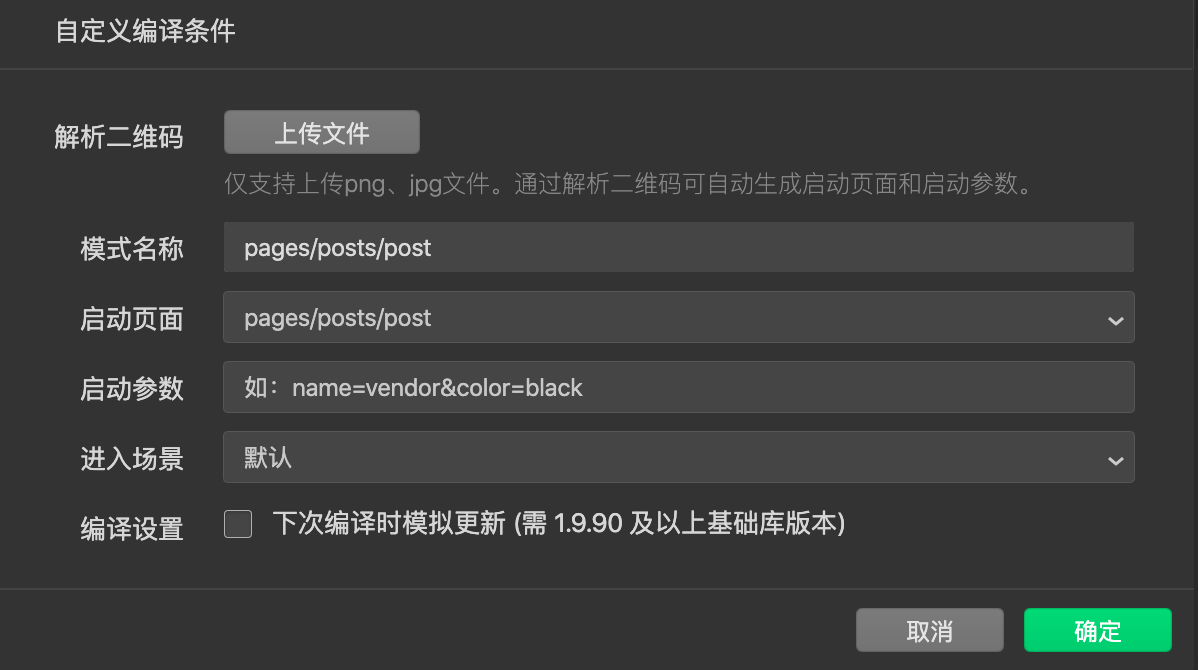 自定义编译条件
解析二维码 上传文件
仅支持上传png、jpg文件。通过解析二维码可自动生成启动页面和启动参数。
模式名称 pages/posts/post
启动页面 pages/posts/post
启动参数 如：name=vendor&color=black
进入场景 默认
编译设置 下次编译时模拟更新 (需 1.9.90 及以上基础库版本)
取消 确定